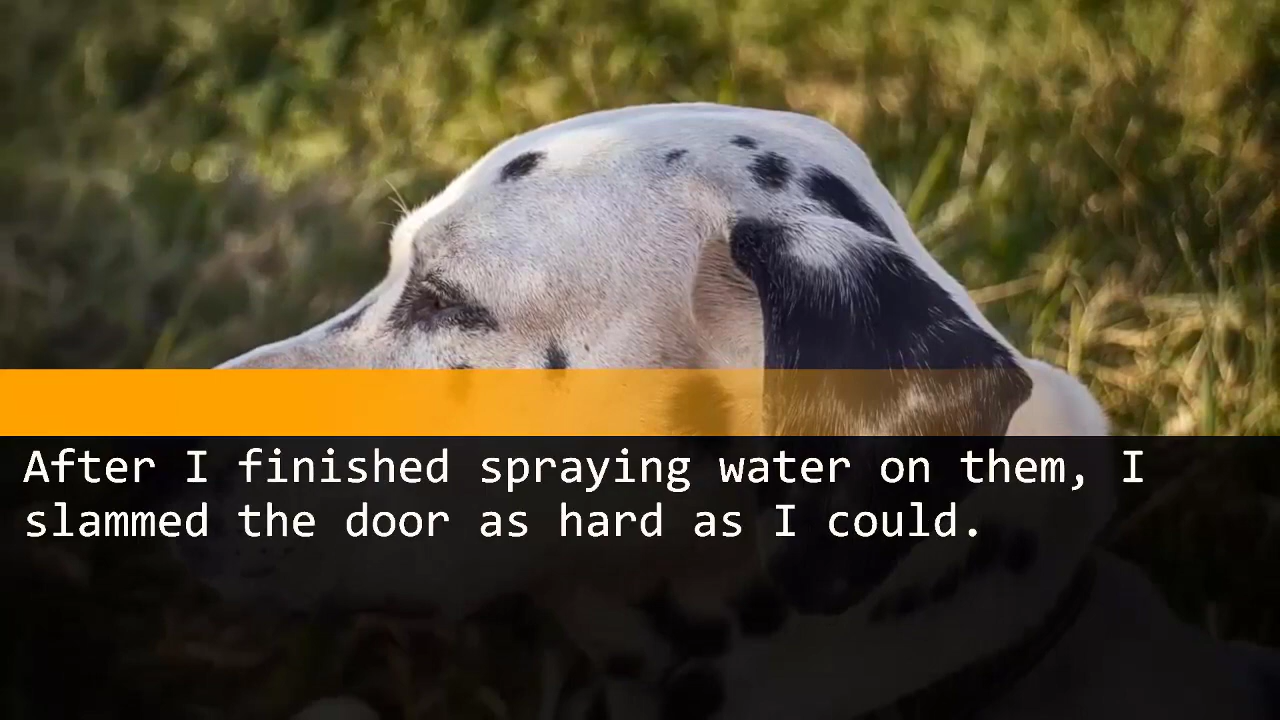 After I finished spraying water on them, I
slammed the door as hard as I could.